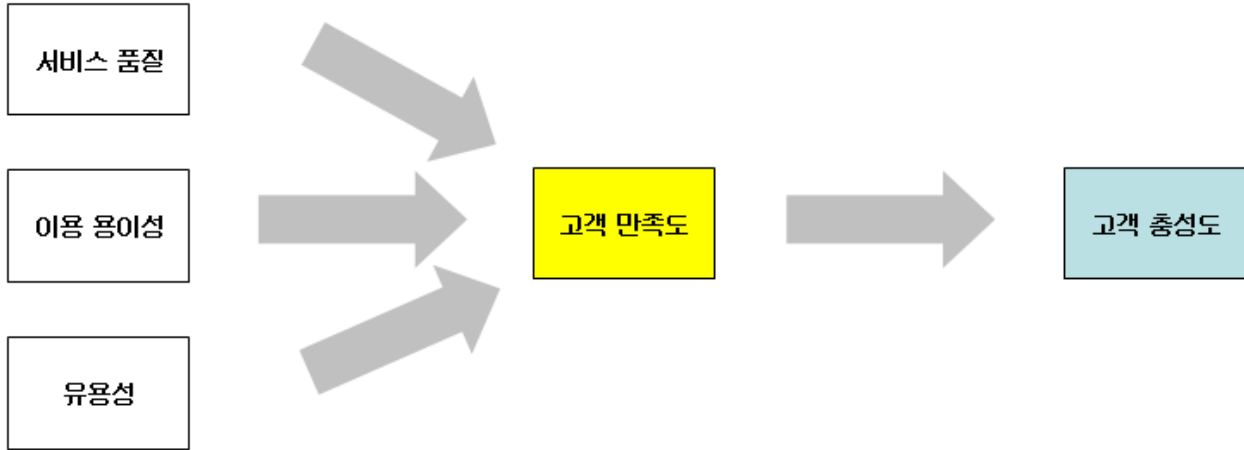 서비스 품질
이용 용이성
유용성
고객 만족도
고객 충성도